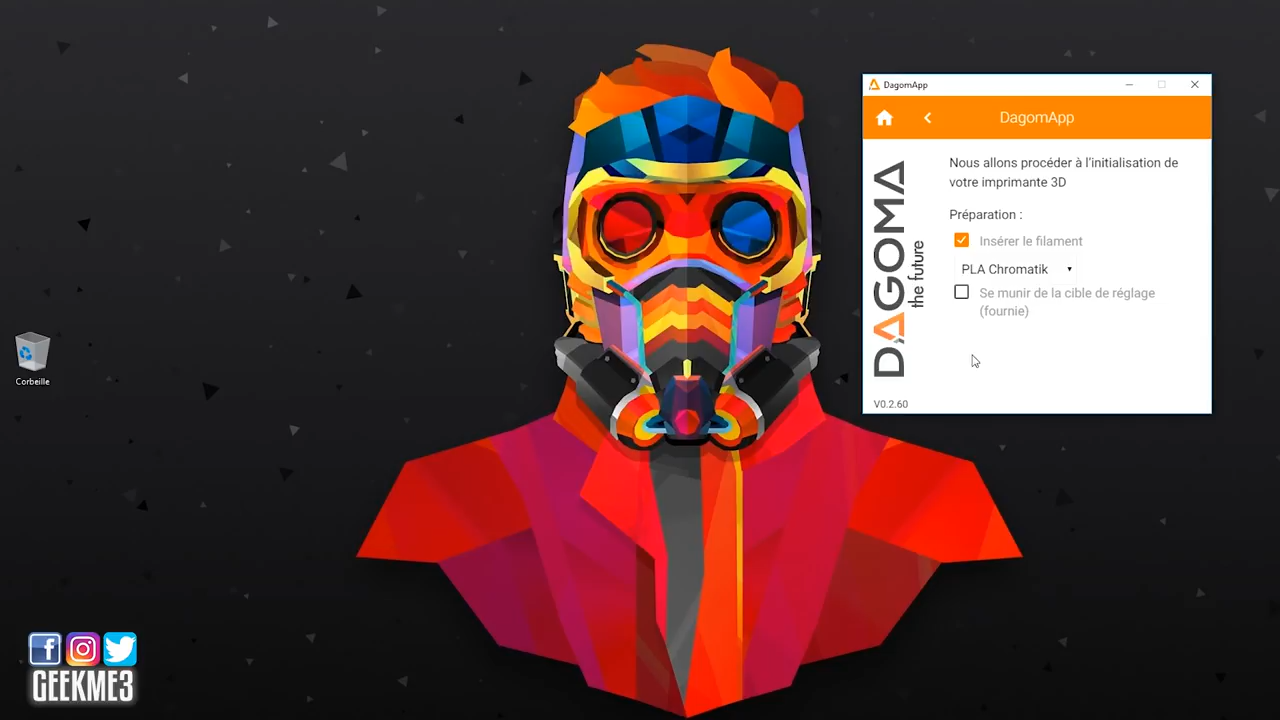 DagomApp
DagomApp
Nous allons procéder à l'initialisation de
votre imprimante 3D
Préparation :
Insérer le filament
PLA Chromatik
Se munir de la cible de réglage
(fournie)
DAGOMA
the future
V0.2.60
Corbeille
GEEKME3